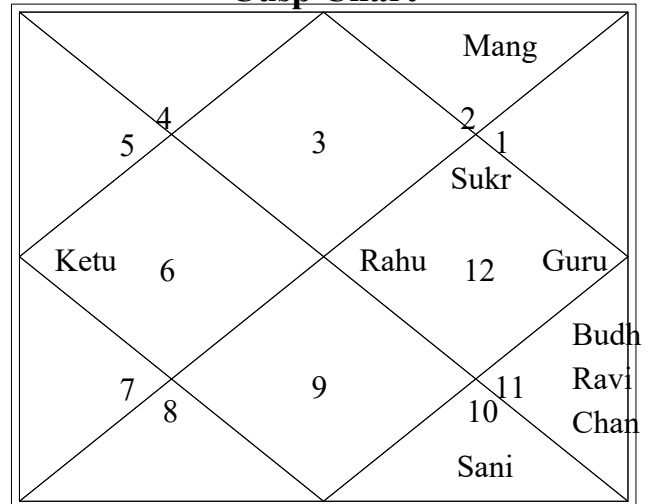 Cusp Chart
Mang
4
2
5
3
1
Sukr
Ketu
6
Rahu
12
Guru
Budh
7
9
11
Ravi
8
10
Chan
Sani